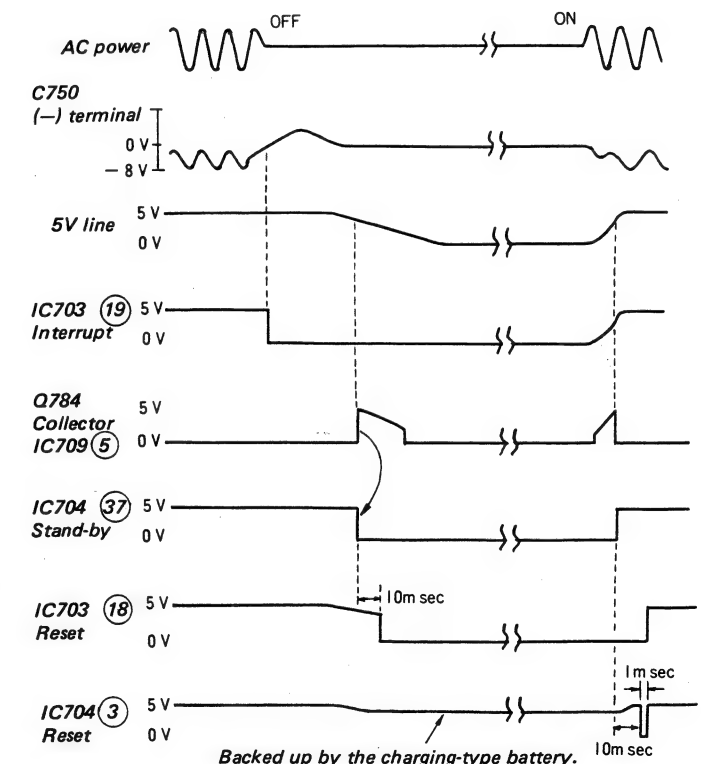 OFF
ON
AC power
C750
(—) terminal
0 V
– 8 V
5V line
5 V
0 V
IC703 (19)
Interrupt
5 V
0 V
Q784
Collector
IC709 (5)
5 V
0 V
IC704 (37)
Stand-by
5 V
0 V
10m sec
IC703 (18)
Reset
5 V
0 V
1m sec
IC704 (3)
Reset
5 V
0 V
10m sec
Backed up by the charging-type battery.